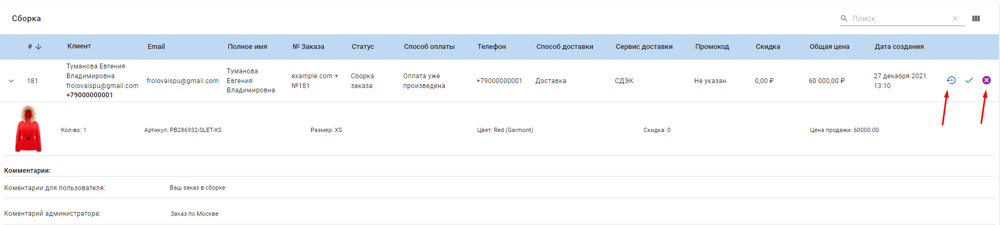 Сборка
Поиск
# Клиент Email Полное имя № Заказа Статус Способ оплаты Телефон Способ доставки Сервис доставки Промокод Скидка Общая цена Дата создания
181
Туманова Евгения
Владимировна
frolovaispu@gmail.com
+79000000001
frolovaispu@gmail.com
Туманова
Евгения
Владимировна
example.com +
№181
Сборка
заказа
Оплата уже
произведена
+79000000001
Доставка
СДЭК
Не указан
0,00 ₽
60 000,00 ₽
27 декабря 2021
13:10
Кол-во: 1 Артикул: PB286932-SLET-XS Размер: XS Цвет: Red (Garmont) Скидка: 0 Цена продажи: 60000.00
Комментарии:
Коментарии для пользователя: Ваш заказ в сборке
Коментарий администратора: Заказ по Москве